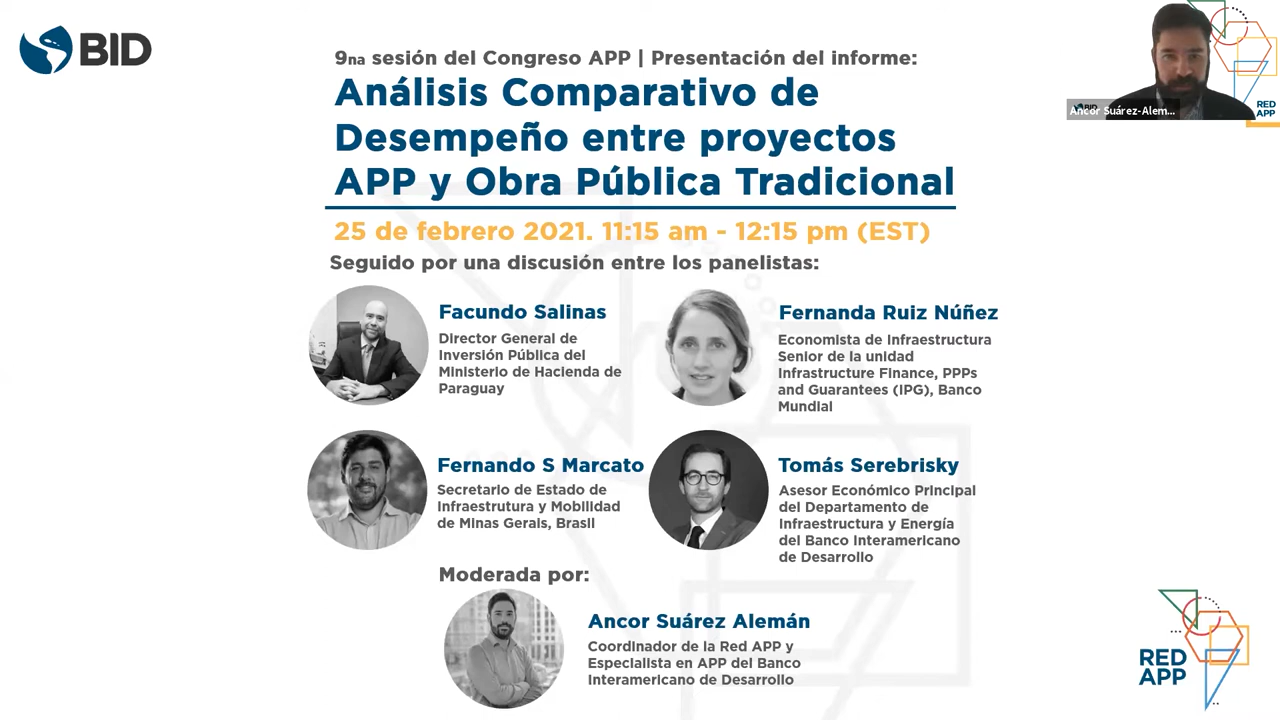 BID
9na sesión del Congreso APP | Presentación del informe:
Análisis Comparativo de
Desempeño entre proyectos
APP y Obra Pública Tradicional
25 de febrero 2021. 11:15 am - 12:15 pm (EST)
Seguido por una discusión entre los panelistas:
Facundo Salinas
Director General de
Inversión Pública del
Ministerio de Hacienda de
Paraguay
Fernanda Ruiz Núñez
Economista de Infraestructura
Senior de la unidad
Infrastructure Finance, PPPs
and Guarantees (IPG), Banco
Mundial
Fernando S Marcato
Secretario de Estado de
Infraestrutura y Mobilidad
de Minas Gerais, Brasil
Tomás Serebrisky
Asesor Económico Principal
del Departamento de
Infraestructura y Energía
del Banco Interamericano
de Desarrollo
Moderada por:
Ancor Suárez Alemán
Coordinador de la Red APP y
Especialista en APP del Banco
Interamericano de Desarrollo
Ancor Suárez-Alem...
RED
APP
RED
APP